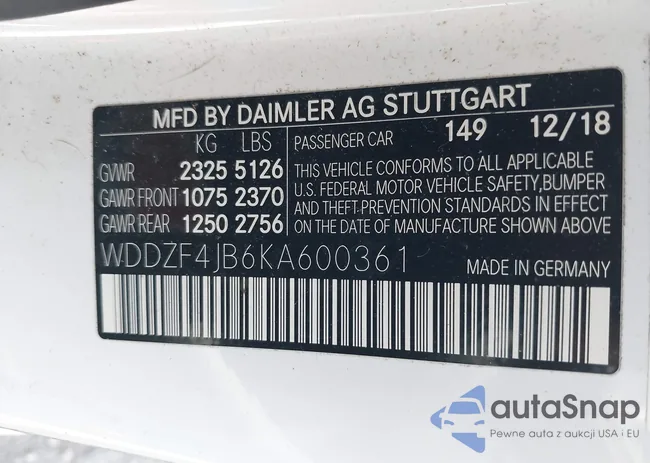 MFD BY DAIMLER AG STUTTGART
KG LBS
GVWR 2325 5126
GAWR FRONT 1075 2370
GAWR REAR 1250 2756
PASSENGER CAR 149 12/18
THIS VEHICLE CONFORMS TO ALL APPLICABLE
U.S. FEDERAL MOTOR VEHICLE SAFETY,BUMPER
AND THEFT PREVENTION STANDARDS IN EFFECT
ON THE DATE OF MANUFACTURE SHOWN ABOVE
WDDZF4JB6KA600361
MADE IN GERMANY
autoSnap
Pewne auta z aukcji USA i EU